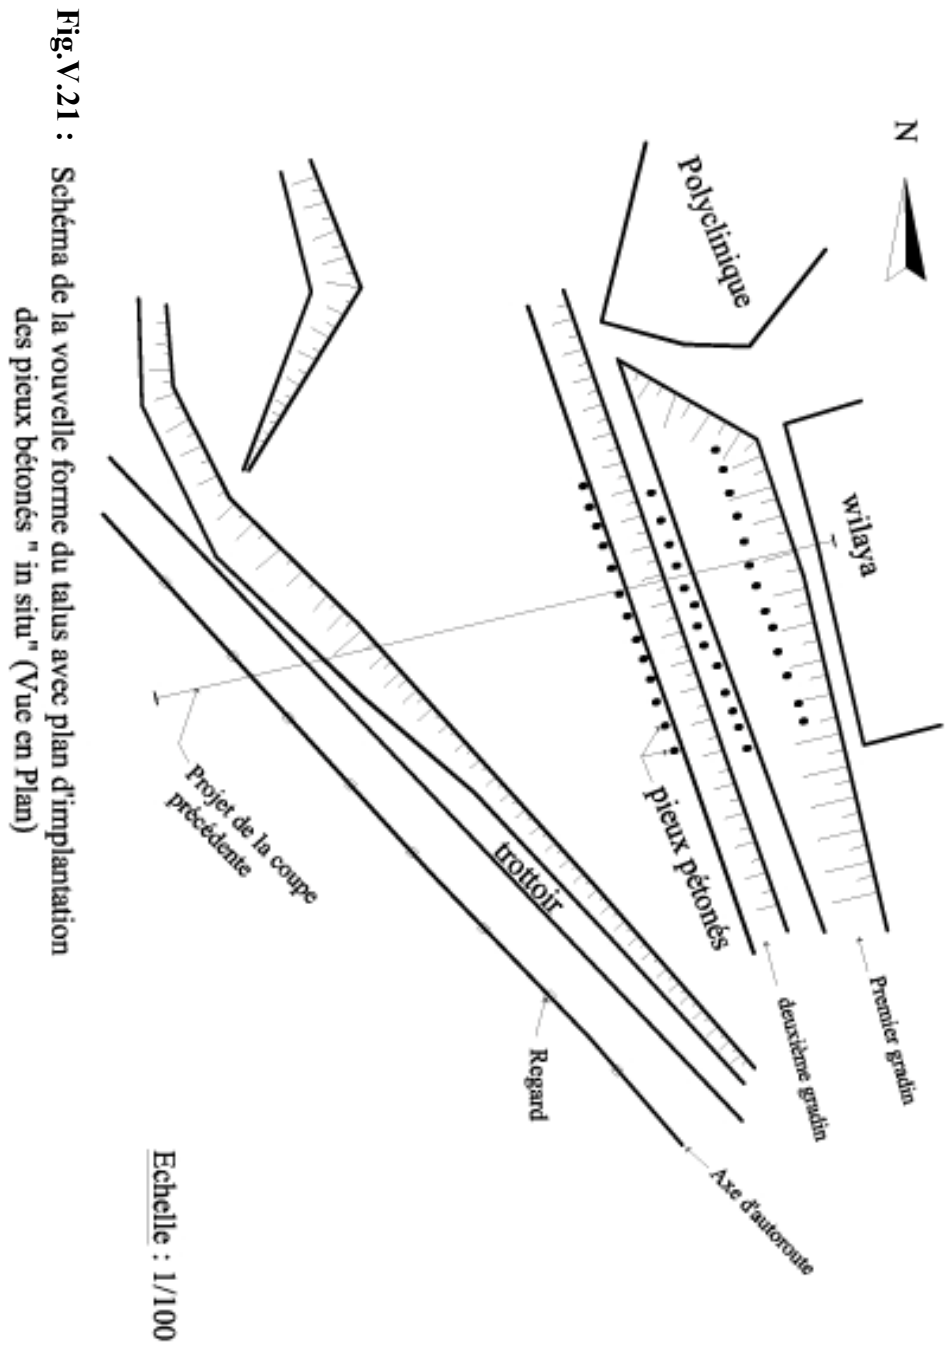 N
Polyclinique
wilaya
Premier gradin
deuxième gradin
pieux pétonés
trottoir
Projet de la coupe
précédente
Regard
Axe d'autoroute
Echelle : 1/100
Fig.V.21 : Schéma de la vouvelle forme du talus avec plan d'implantation
des pieux bétonés " in situ" (Vue en Plan)